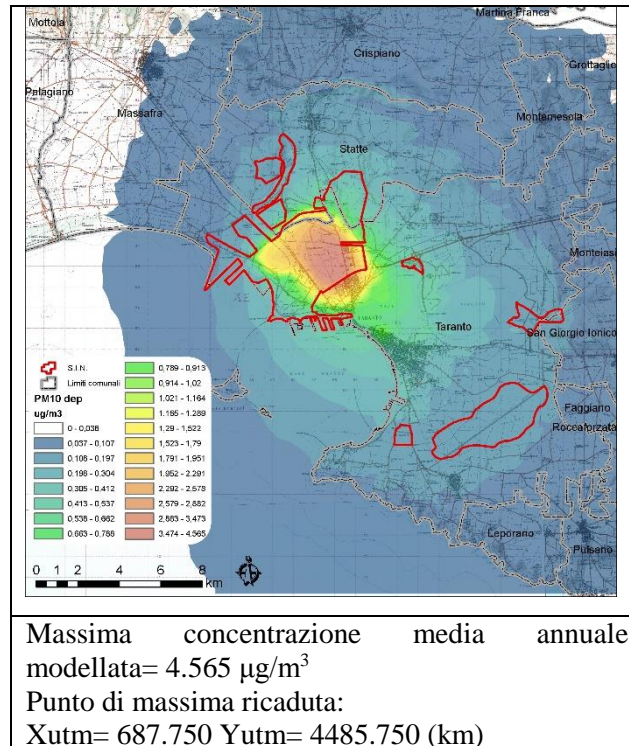 Martina Franca
Mottola
Crispiano
Grottaglie
Palagiano
Massafra
Montemesola
Statte
Monteiasi
Taranto
San Giorgio Ionico
Faggiano
Roccaforzata
Leporano
Pulsano
S.I.N.
Limiti comunali
PM10 dep
ug/m3
0 - 0,036
0,037 - 0,107
0,108 - 0,197
0,198 - 0,304
0,305 - 0,412
0,413 - 0,537
0,538 - 0,662
0,663 - 0,788
0,789 - 0,913
0,914 - 1,02
1,021 - 1,164
1,165 - 1,289
1,29 - 1,522
1,523 - 1,79
1,791 - 1,951
1,952 - 2,291
2,292 - 2,578
2,579 - 2,882
2,883 - 3,473
3,474 - 4,565
0 1 2 4 6 8
km
Massima concentrazione media annuale
modellata= 4.565 μg/m³
Punto di massima ricaduta:
Xutm= 687.750 Yutm= 4485.750 (km)